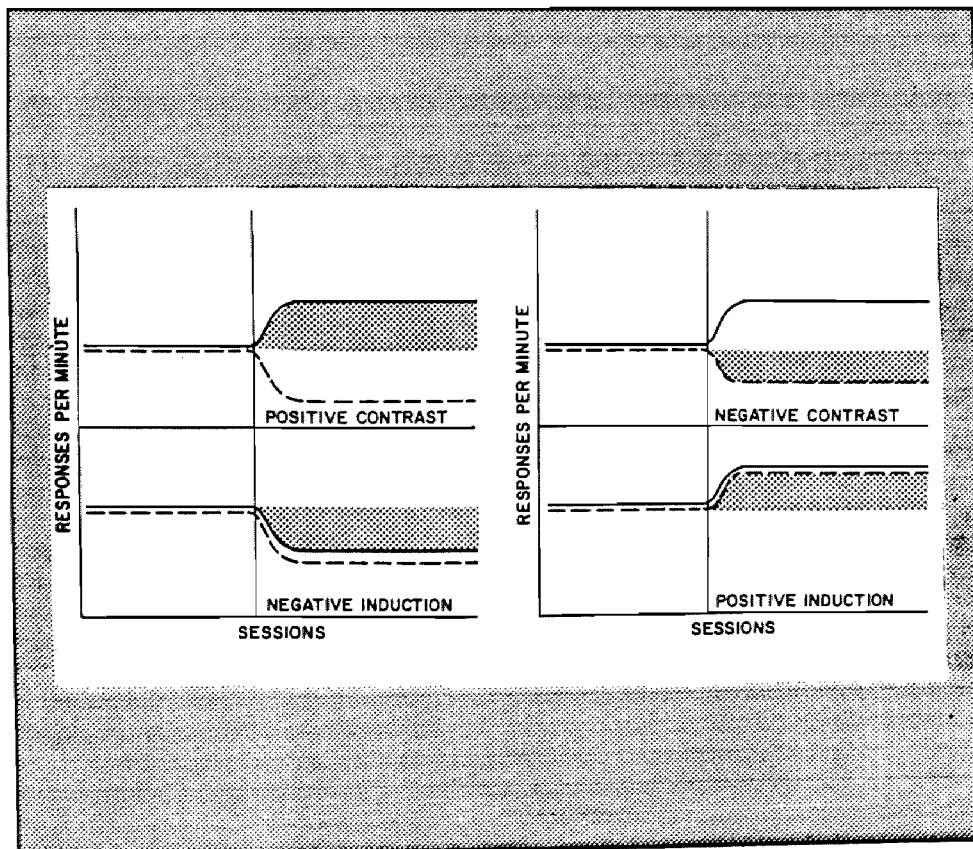 RESPONSES PER MINUTE
POSITIVE CONTRAST
NEGATIVE INDUCTION
SESSIONS
RESPONSES PER MINUTE
NEGATIVE CONTRAST
POSITIVE INDUCTION
SESSIONS